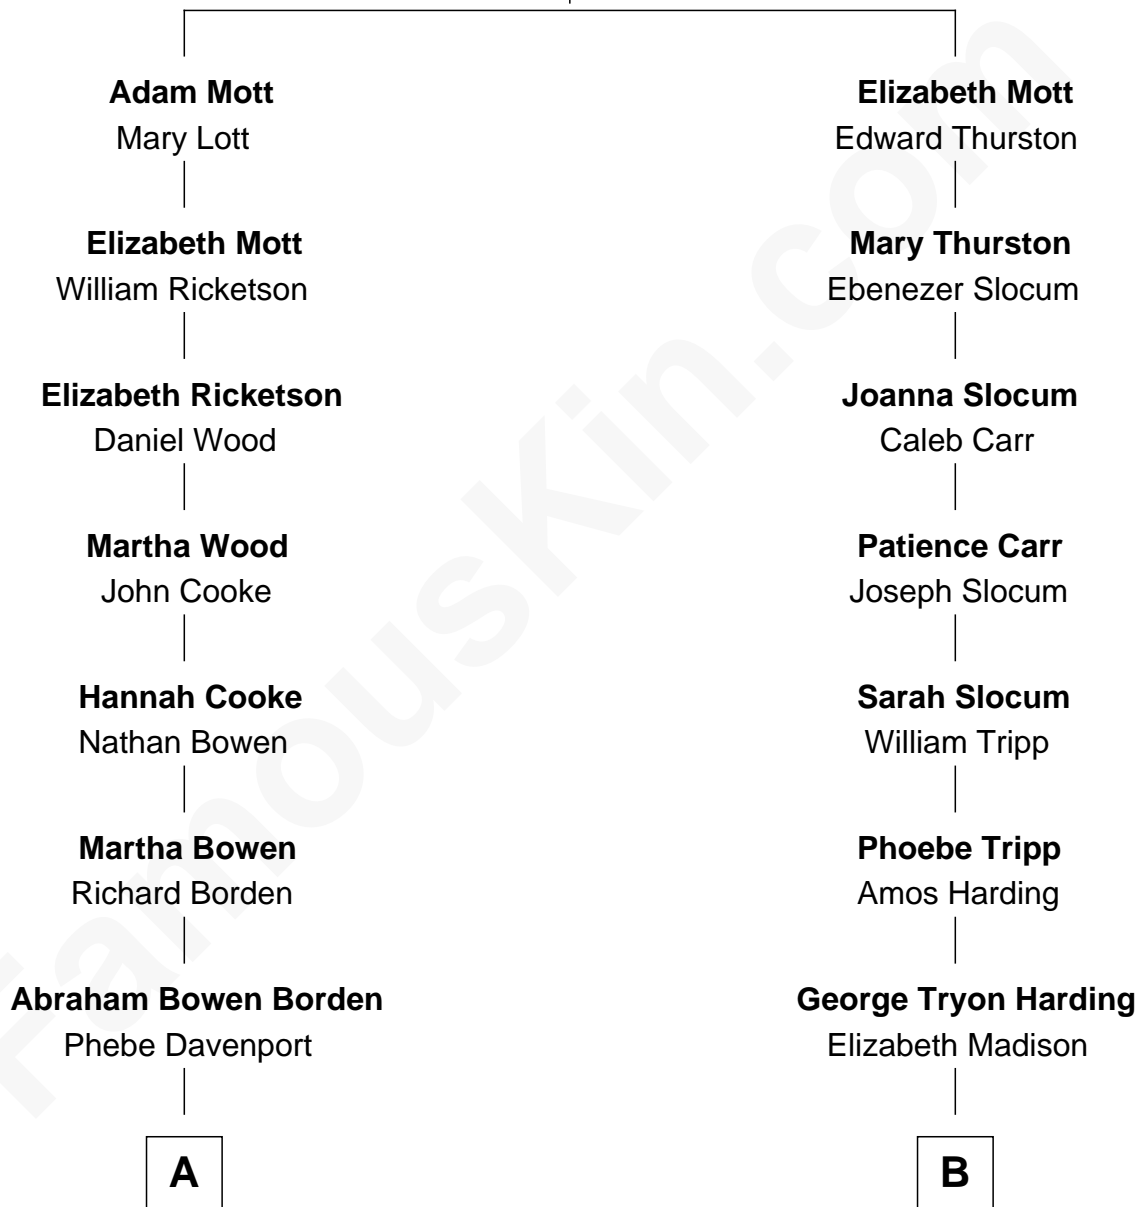 Adam Mott
Mary Lott
Elizabeth Mott
William Ricketson
Elizabeth Ricketson
Daniel Wood
Martha Wood
John Cooke
Hannah Cooke
Nathan Bowen
Martha Bowen
Richard Borden
Abraham Bowen Borden
Phebe Davenport
A
Elizabeth Mott
Edward Thurston
Mary Thurston
Ebenezer Slocum
Joanna Slocum
Caleb Carr
Patience Carr
Joseph Slocum
Sarah Slocum
William Tripp
Phoebe Tripp
Amos Harding
George Tryon Harding
Elizabeth Madison
B
FamousKin.com